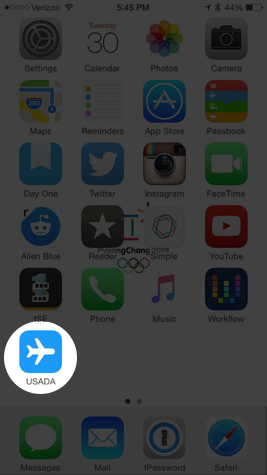 Verizon 5:45 PM 44%
Tuesday
30
Settings Calendar Photos Camera
280
Maps Reminders App Store Passbook
Day One Twitter Instagram FaceTime
PyeongChang 2018
Alien Blue Reeder Simple YouTube
1SE Phone Music Workflow
USADA
Messages Mail 1Password Safari